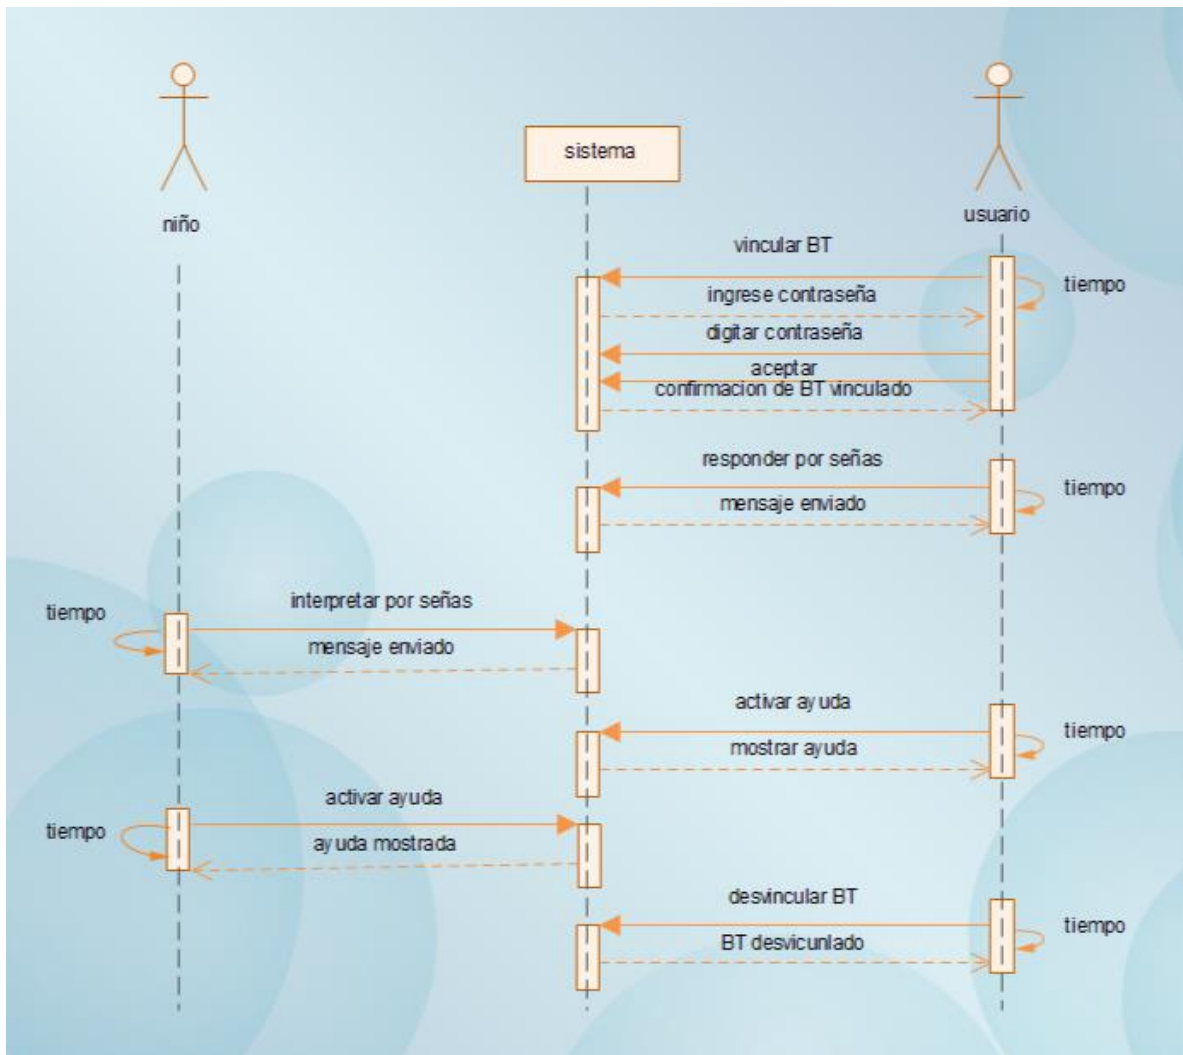 sistema
niño
usuario
vincular BT
tiempo
ingrese contraseña
digitar contraseña
aceptar
confirmacion de BT vinculado
responder por señas
tiempo
mensaje enviado
interpretar por señas
tiempo
mensaje enviado
activar ayuda
tiempo
mostrar ayuda
activar ayuda
tiempo
ayuda mostrada
desvincular BT
tiempo
BT desvicunlado